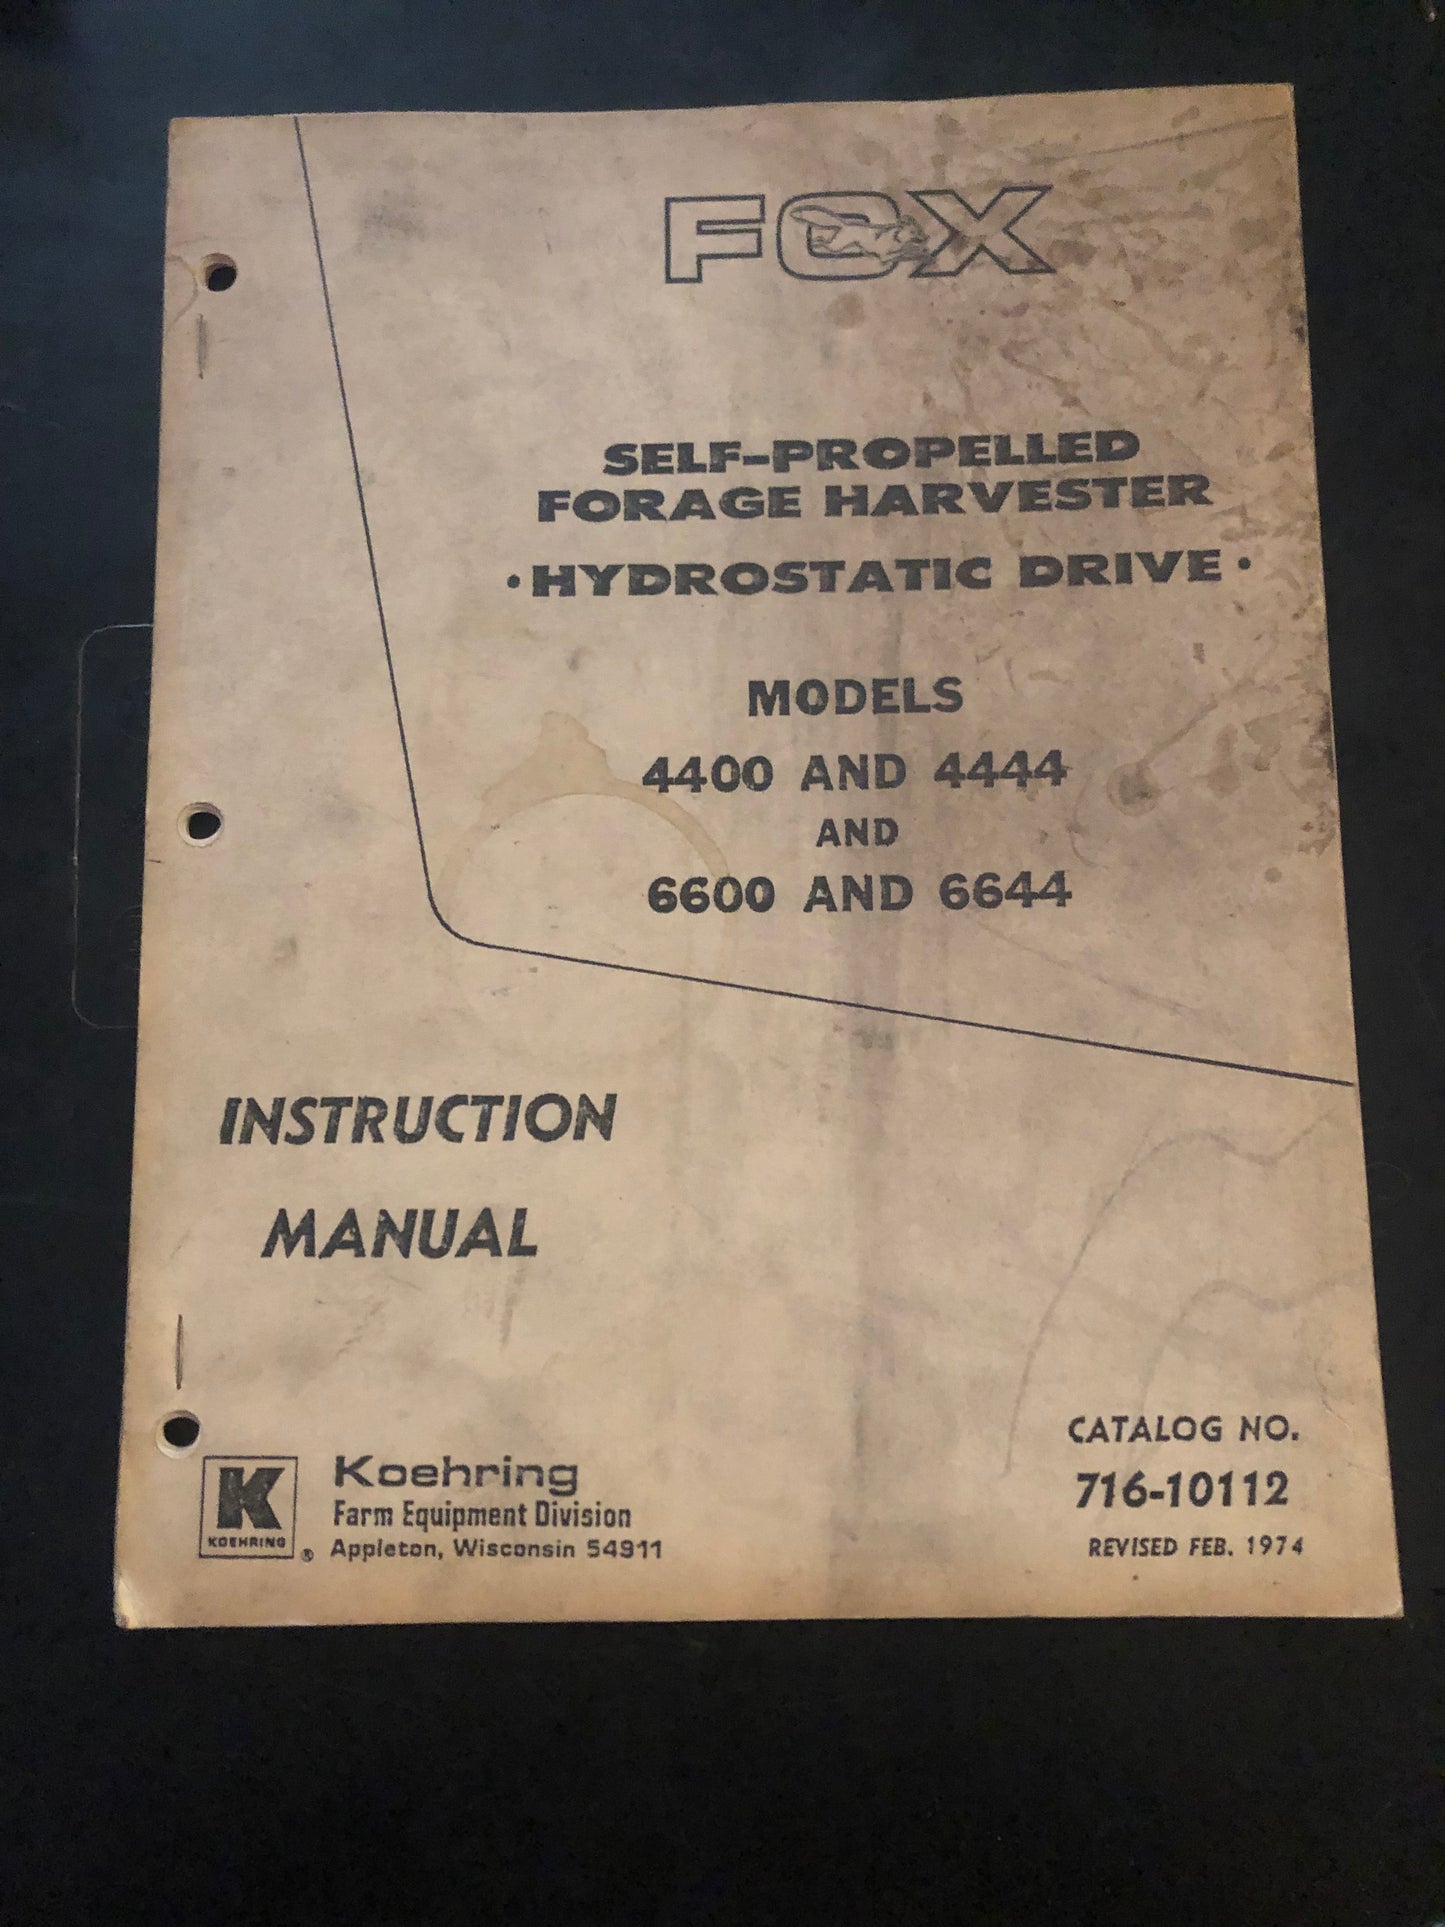 FOX
SELF-PROPELLED
FORAGE HARVESTER
• HYDROSTATIC DRIVE •
MODELS
4400 AND 4444
AND
6600 AND 6644
INSTRUCTION
MANUAL
K
KOEHRING
®
Koehring
Farm Equipment Division
Appleton, Wisconsin 54911
CATALOG NO.
716-10112
REVISED FEB. 1974